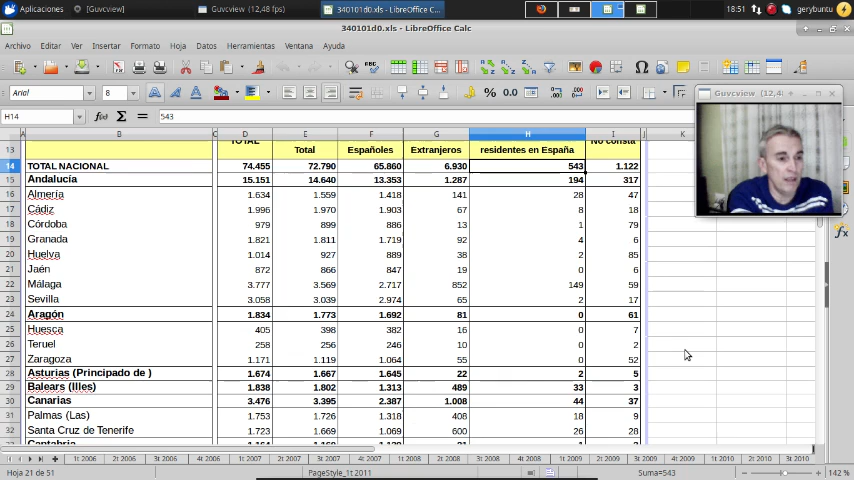 Aplicaciones [Guvcview] Guvcview (12,48 fps) 340101d0.xls - LibreOffice C... 18:51 gerybuntu
340101d0.xls - LibreOffice Calc
Archivo Editar Ver Insertar Formato Hoja Datos Herramientas Ventana Ayuda
Arial 8 % 0.0
H14 543
Guvcview (12,4
A B C D E F G H I J K
13 TOTAL Total Españoles Extranjeros residentes en España No consta
14 TOTAL NACIONAL 74.455 72.790 65.860 6.930 543 1.122
15 Andalucía 15.151 14.640 13.353 1.287 194 317
16 Almería 1.634 1.559 1.418 141 28 47
17 Cádiz 1.996 1.970 1.903 67 8 18
18 Córdoba 979 899 886 13 1 79
19 Granada 1.821 1.811 1.719 92 4 6
20 Huelva 1.014 927 889 38 2 85
21 Jaén 872 866 847 19 0 6
22 Málaga 3.777 3.569 2.717 852 149 59
23 Sevilla 3.058 3.039 2.974 65 2 17
24 Aragón 1.834 1.773 1.692 81 0 61
25 Huesca 405 398 382 16 0 7
26 Teruel 258 256 246 10 0 2
27 Zaragoza 1.171 1.119 1.064 55 0 52
28 Asturias (Principado de ) 1.674 1.667 1.645 22 2 5
29 Balears (Illes) 1.838 1.802 1.313 489 33 3
30 Canarias 3.476 3.395 2.387 1.008 44 37
31 Palmas (Las) 1.753 1.726 1.318 408 18 9
32 Santa Cruz de Tenerife 1.723 1.669 1.069 600 26 28
Cantabria
1t 2006 2t 2006 3t 2006 4t 2006 1t 2007 2t 2007 3t 2007 4t 2007 1t 2008 2t 2008 3t 2008 4t 2008 1t 2009 2t 2009 3t 2009 4t 2009 1t 2010 2t 2010 3t 2010
Hoja 21 de 51 PageStyle_1t 2011 Suma=543 142 %